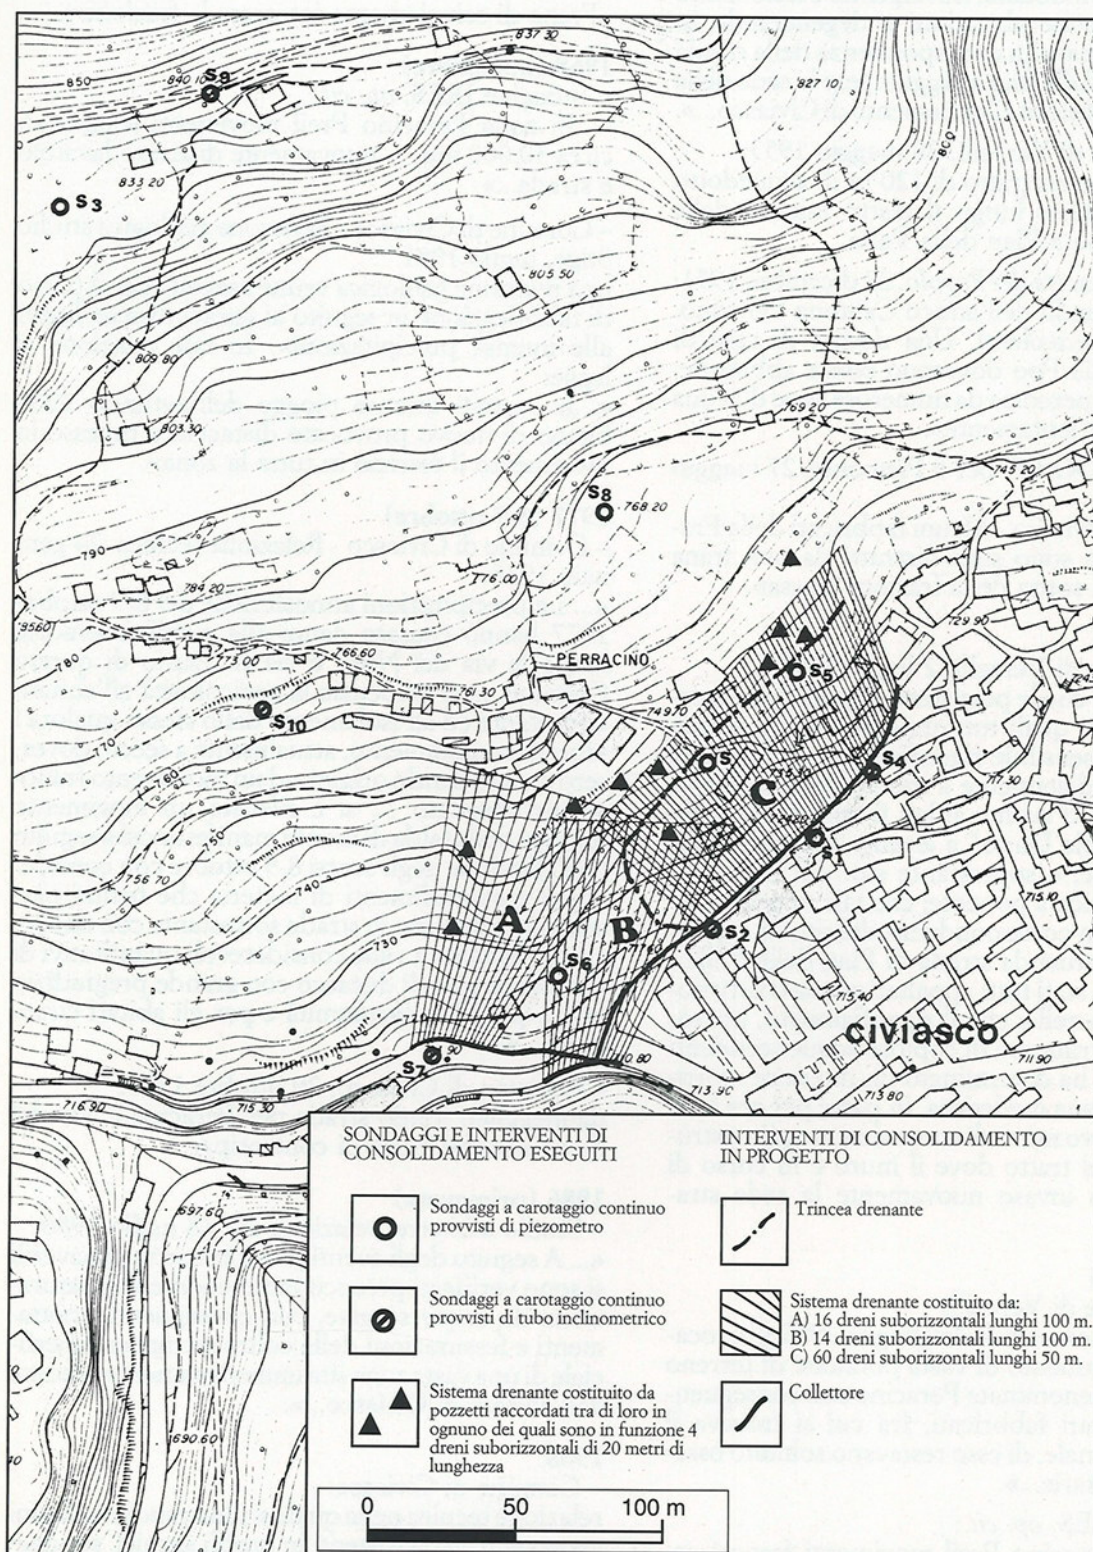 837 30
850
840 10
S9
827 10
800
833 20
S3
805.50
809.80
803.30
769.20
745.20
S8
768 20
790
776.00
784.20
729.90
766.60
773 00
780
PERRACINO
761.30
S5
S10
749.70
S4
717.30
C
760
750
756.70
740
715.10
A
B
S2
730
S6
715.40
civiasco
S7
711.90
713.90
713.80
716.90
715.30
697.60
690.60
SONDAGGI E INTERVENTI DI
CONSOLIDAMENTO ESEGUITI
Sondaggi a carotaggio continuo
provvisti di piezometro
Sondaggi a carotaggio continuo
provvisti di tubo inclinometrico
Sistema drenante costituito da
pozzetti raccordati tra di loro in
ognuno dei quali sono in funzione 4
dreni suborizzontali di 20 metri di
lunghezza
INTERVENTI DI CONSOLIDAMENTO
IN PROGETTO
Trincea drenante
Sistema drenante costituito da:
A) 16 dreni suborizzontali lunghi 100 m.
B) 14 dreni suborizzontali lunghi 100 m.
C) 60 dreni suborizzontali lunghi 50 m.
Collettore
0 50 100 m